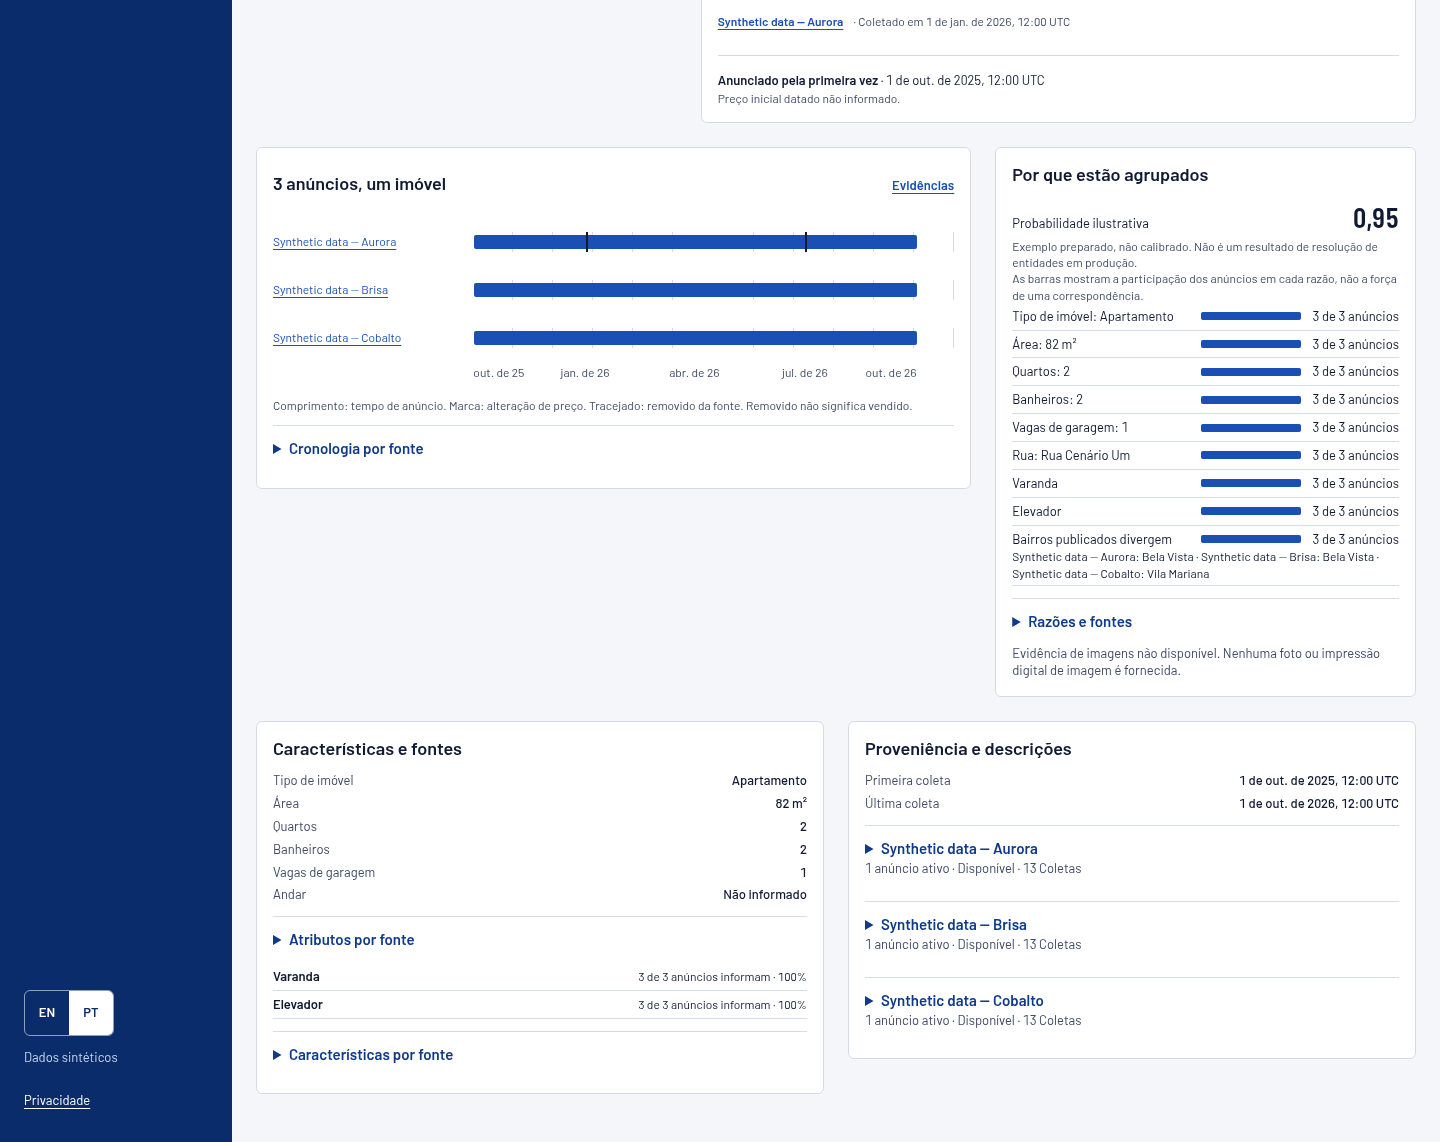 Synthetic data — Aurora · Coletado em 1 de jan. de 2026, 12:00 UTC
Anunciado pela primeira vez · 1 de out. de 2025, 12:00 UTC
Preço inicial datado não informado.
3 anúncios, um imóvel
Evidências
Synthetic data — Aurora
Synthetic data — Brisa
Synthetic data — Cobalto
out. de 25 jan. de 26 abr. de 26 jul. de 26 out. de 26
Comprimento: tempo de anúncio. Marca: alteração de preço. Tracejado: removido da fonte. Removido não significa vendido.
Cronologia por fonte
Por que estão agrupados
Probabilidade ilustrativa 0,95
Exemplo preparado, não calibrado. Não é um resultado de resolução de
entidades em produção.
As barras mostram a participação dos anúncios em cada razão, não a força
de uma correspondência.
Tipo de imóvel: Apartamento 3 de 3 anúncios
Área: 82 m² 3 de 3 anúncios
Quartos: 2 3 de 3 anúncios
Banheiros: 2 3 de 3 anúncios
Vagas de garagem: 1 3 de 3 anúncios
Rua: Rua Cenário Um 3 de 3 anúncios
Varanda 3 de 3 anúncios
Elevador 3 de 3 anúncios
Bairros publicados divergem 3 de 3 anúncios
Synthetic data — Aurora: Bela Vista · Synthetic data — Brisa: Bela Vista ·
Synthetic data — Cobalto: Vila Mariana
Razões e fontes
Evidência de imagens não disponível. Nenhuma foto ou impressão
digital de imagem é fornecida.
Características e fontes
Tipo de imóvel Apartamento
Área 82 m²
Quartos 2
Banheiros 2
Vagas de garagem 1
Andar Não informado
Atributos por fonte
Varanda 3 de 3 anúncios informam · 100%
Elevador 3 de 3 anúncios informam · 100%
Características por fonte
Proveniência e descrições
Primeira coleta 1 de out. de 2025, 12:00 UTC
Última coleta 1 de out. de 2026, 12:00 UTC
Synthetic data — Aurora
1 anúncio ativo · Disponível · 13 Coletas
Synthetic data — Brisa
1 anúncio ativo · Disponível · 13 Coletas
Synthetic data — Cobalto
1 anúncio ativo · Disponível · 13 Coletas
EN PT
Dados sintéticos
Privacidade